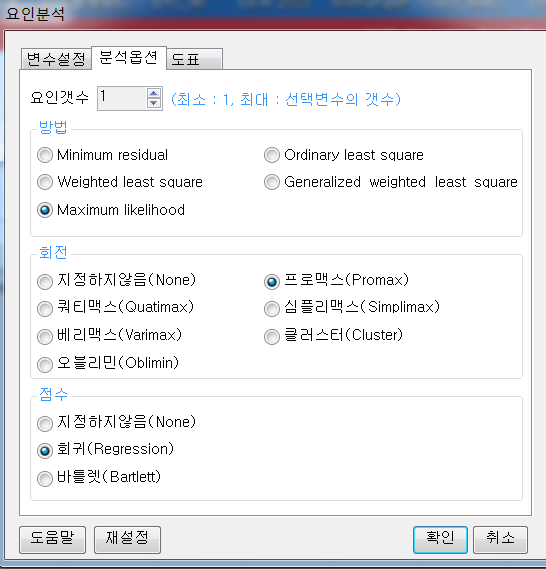 요인분석
변수설정 분석옵션 도표
요인갯수 1 (최소 : 1, 최대 : 선택변수의 갯수)
방법
Minimum residual Ordinary least square
Weighted least square Generalized weighted least square
Maximum likelihood
회전
지정하지않음(None) 프로맥스(Promax)
쿼티맥스(Quatimax) 심플리맥스(Simplimax)
베리맥스(Varimax) 클러스터(Cluster)
오블리민(Oblimin)
점수
지정하지않음(None)
회귀(Regression)
바틀렛(Bartlett)
도움말 재설정 확인 취소